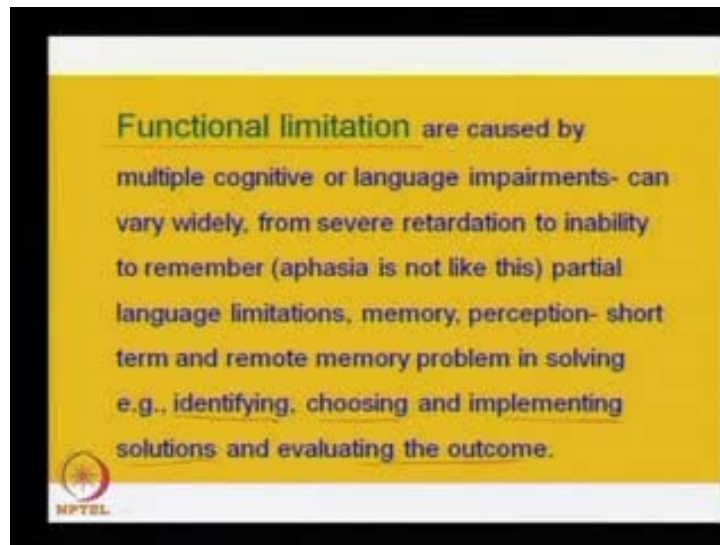 Functional limitation are caused by
multiple cognitive or language impairments- can
vary widely, from severe retardation to inability
to remember (aphasia is not like this) partial
language limitations, memory, perception- short
term and remote memory problem in solving
e.g., identifying, choosing and implementing
solutions and evaluating the outcome.
NPTEL